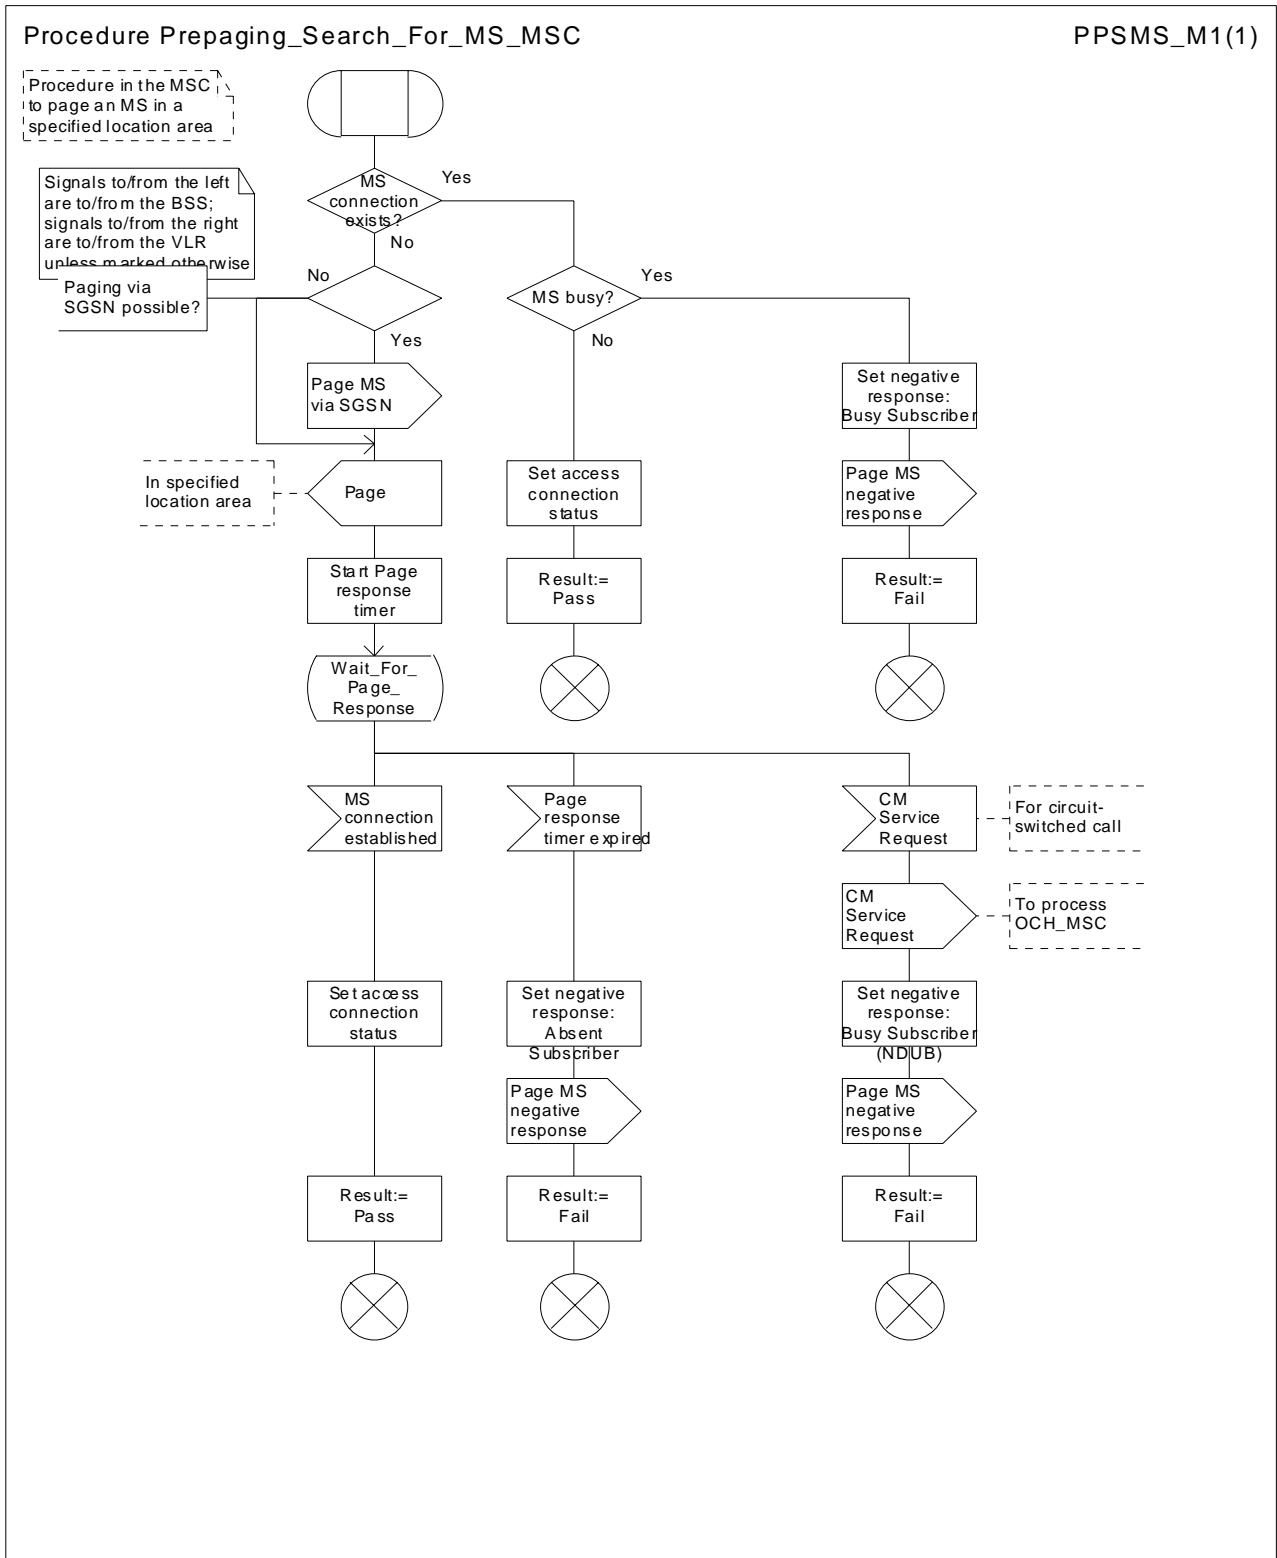 Procedure Prepaging_Search_For_MS_MSC
PPSMS_M1(1)
Procedure in the MSC
to page an MS in a
specified location area
Signals to/from the left
are to/from the BSS;
signals to/from the right
are to/from the VLR
unless marked otherwise
MS
connection
exists?
Yes
No
Paging via
SGSN possible?
No
Yes
MS busy?
Yes
No
Page MS
via SGSN
Set negative
response:
Busy Subscriber
In specified
location area
Page
Set access
connection
status
Page MS
negative
response
Start Page
response
timer
Result:=
Pass
Result:=
Fail
Wait_For_
Page_
Response
MS
connection
established
Page
response
timer expired
CM
Service
Request
For circuit-
switched call
CM
Service
Request
To process
OCH_MSC
Set access
connection
status
Set negative
response:
Absent
Subscriber
Set negative
response:
Busy Subscriber
(NDUB)
Page MS
negative
response
Page MS
negative
response
Result:=
Pass
Result:=
Fail
Result:=
Fail